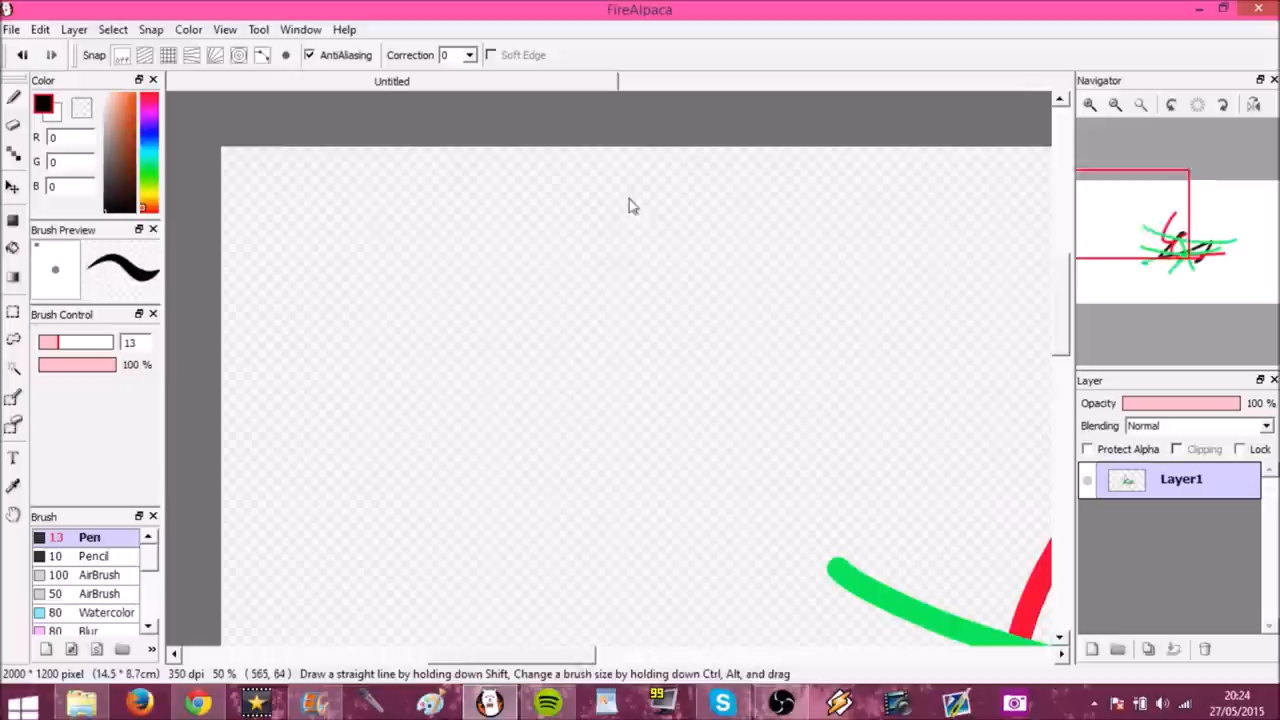 FireAlpaca
File Edit Layer Select Snap Color View Tool Window Help
Snap off AntiAliasing Correction 0 Soft Edge
Color
Untitled
Navigator
R 0
G 0
B 0
Brush Preview
Brush Control
13
100 %
Layer
Opacity 100 %
Blending Normal
Protect Alpha Clipping Lock
Layer1
Brush
13 Pen
10 Pencil
100 AirBrush
50 AirBrush
80 Watercolor
80 Blur
2000 * 1200 pixel (14.5 * 8.7cm) 350 dpi 50 % ( 565, 64 ) Draw a straight line by holding down Shift, Change a brush size by holding down Ctrl, Alt, and drag
99
20:24
27/05/2015